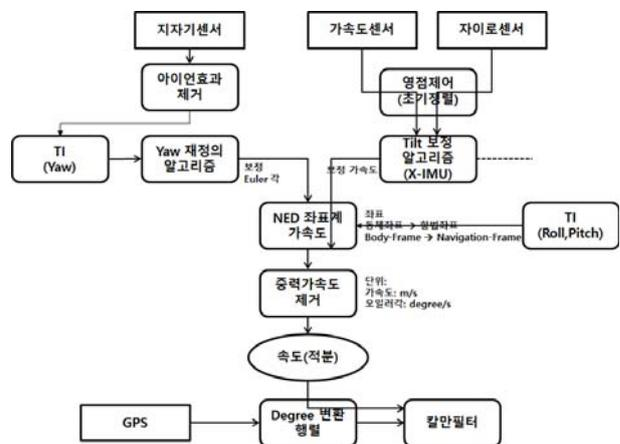 지자기센서
가속도센서
자이로센서
아이언효과
제거
영점제어
(초기정렬)
TI
(Yaw)
Yaw 재정의
알고리즘
Tilt 보정
알고리즘
(X-IMU)
보정
Euler 각
보정 가속도
NED 좌표계
가속도
좌표
동체좌표 → 항법좌표
Body-Frame → Navigation-Frame
TI
(Roll,Pitch)
중력가속도
제거
단위:
가속도: m/s
오일러각: degree/s
속도(적분)
GPS
Degree 변환
행렬
칼만필터